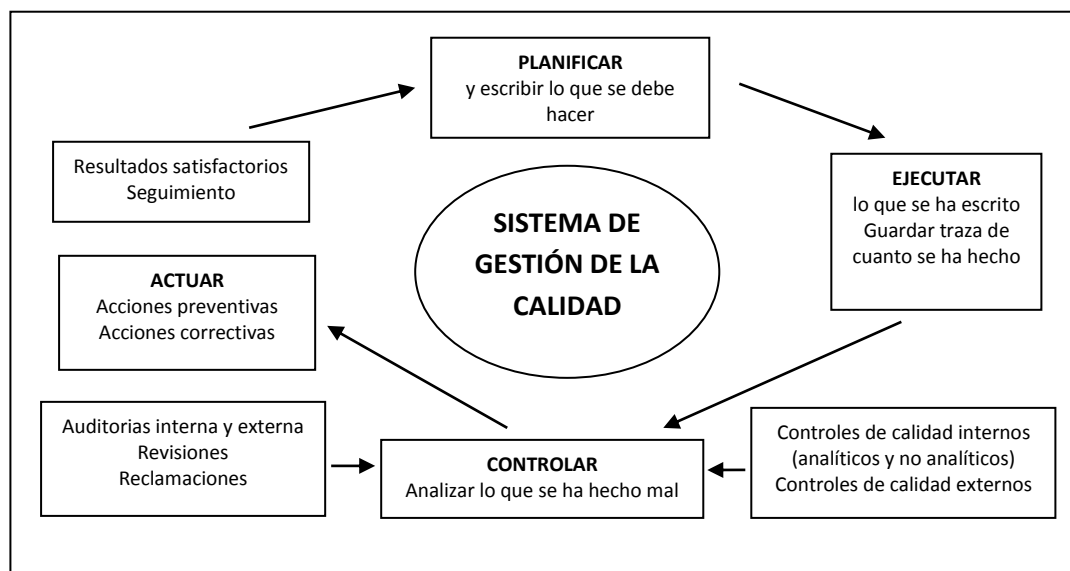 PLANIFICAR
y escribir lo que se debe
hacer
Resultados satisfactorios
Seguimiento
EJECUTAR
lo que se ha escrito
Guardar traza de
cuanto se ha hecho
SISTEMA DE
GESTIÓN DE LA
CALIDAD
ACTUAR
Acciones preventivas
Acciones correctivas
Auditorias interna y externa
Revisiones
Reclamaciones
CONTROLAR
Analizar lo que se ha hecho mal
Controles de calidad internos
(analíticos y no analíticos)
Controles de calidad externos